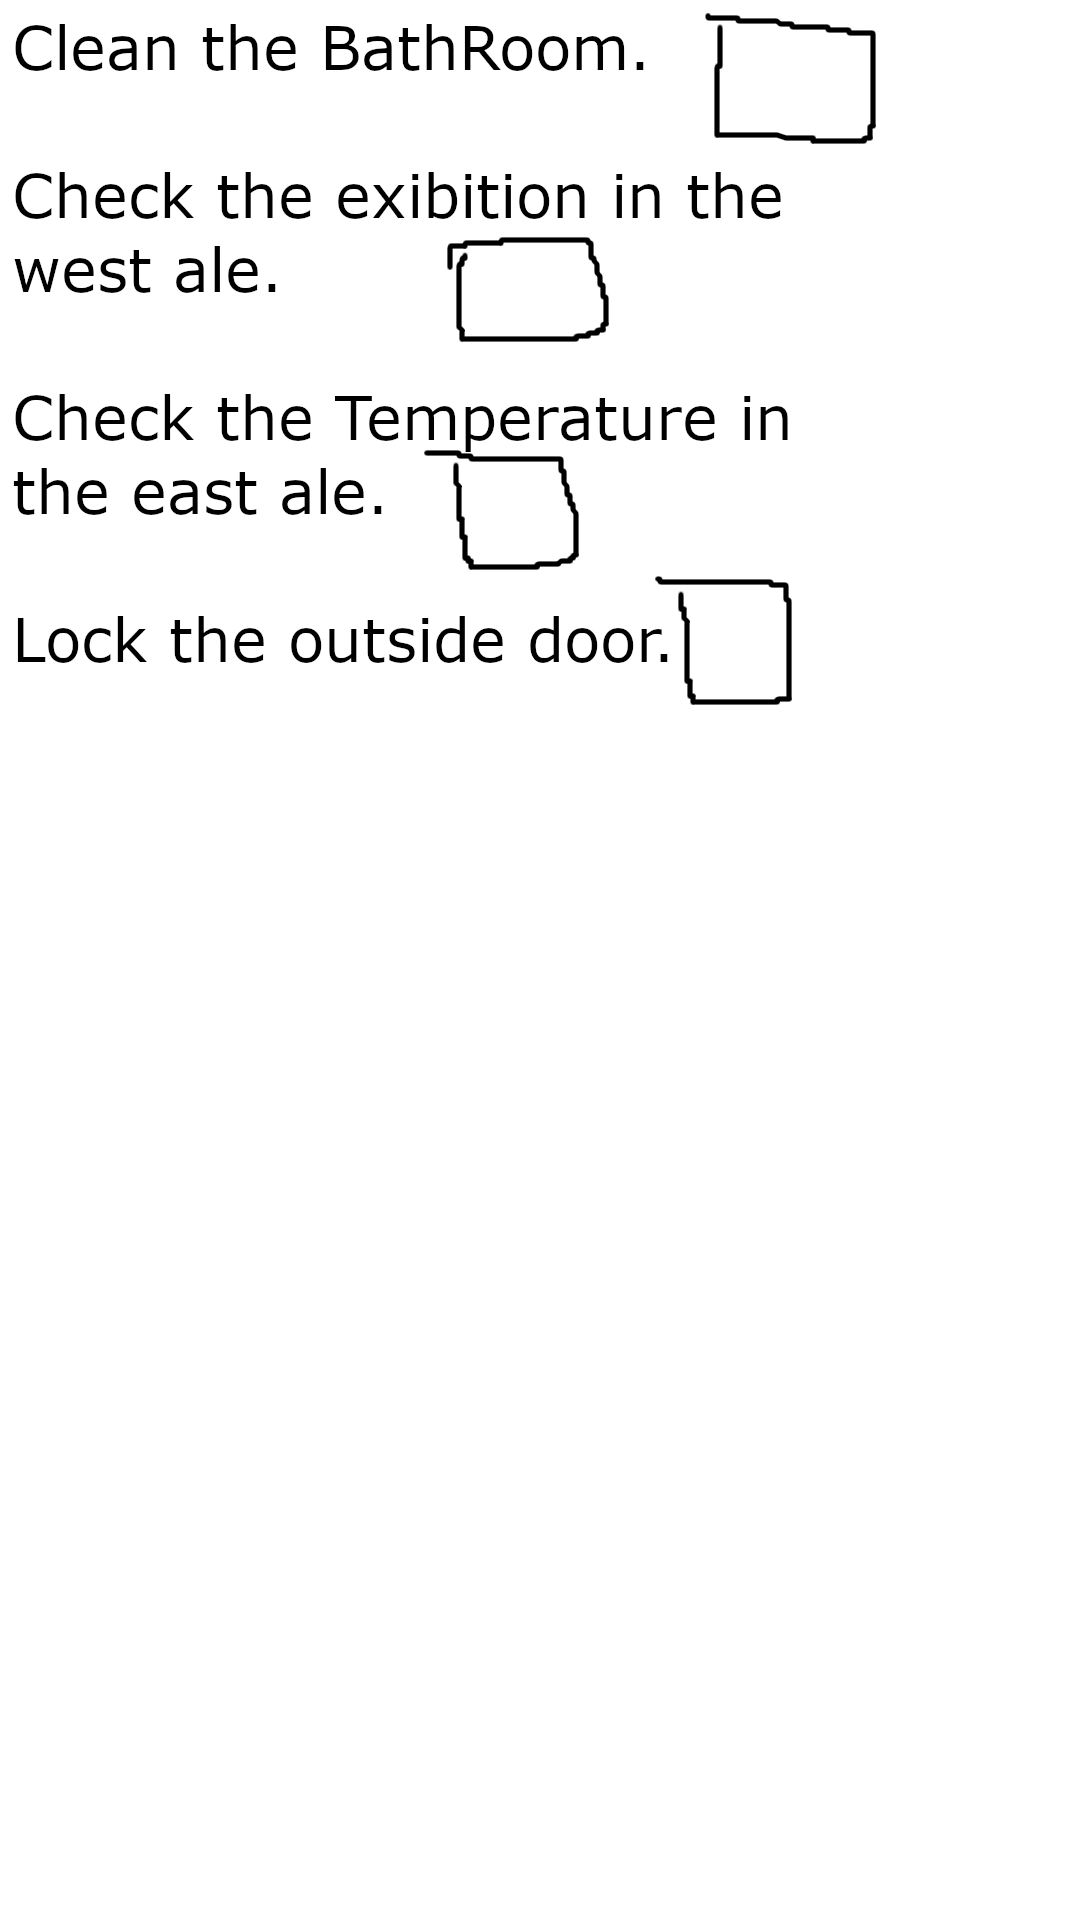 Clean the BathRoom.
Check the exibition in the
west ale.
Check the Temperature in
the east ale.
Lock the outside door.